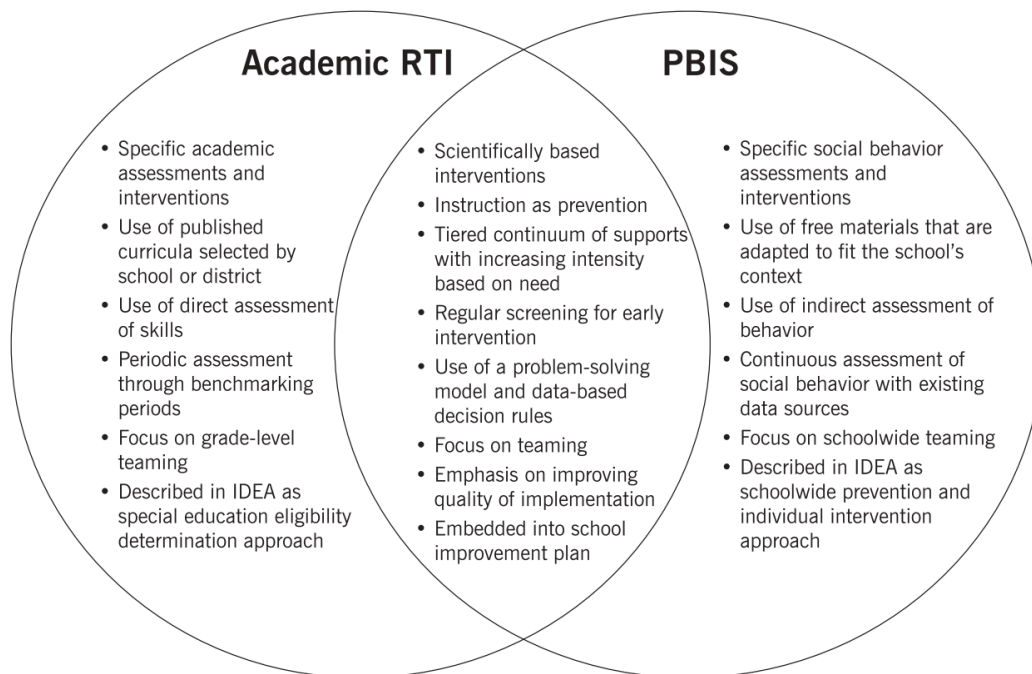 Academic RTI
• Specific academic
assessments and
interventions
• Use of published
curricula selected by
school or district
• Use of direct assessment
of skills
• Periodic assessment
through benchmarking
periods
• Focus on grade-level
teaming
• Described in IDEA as
special education eligibility
determination approach
• Scientifically based
interventions
• Instruction as prevention
• Tiered continuum of supports
with increasing intensity
based on need
• Regular screening for early
intervention
• Use of a problem-solving
model and data-based
decision rules
• Focus on teaming
• Emphasis on improving
quality of implementation
• Embedded into school
improvement plan
PBIS
• Specific social behavior
assessments and
interventions
• Use of free materials that are
adapted to fit the school’s
context
• Use of indirect assessment of
behavior
• Continuous assessment of
social behavior with existing
data sources
• Focus on schoolwide teaming
• Described in IDEA as
schoolwide prevention and
individual intervention
approach